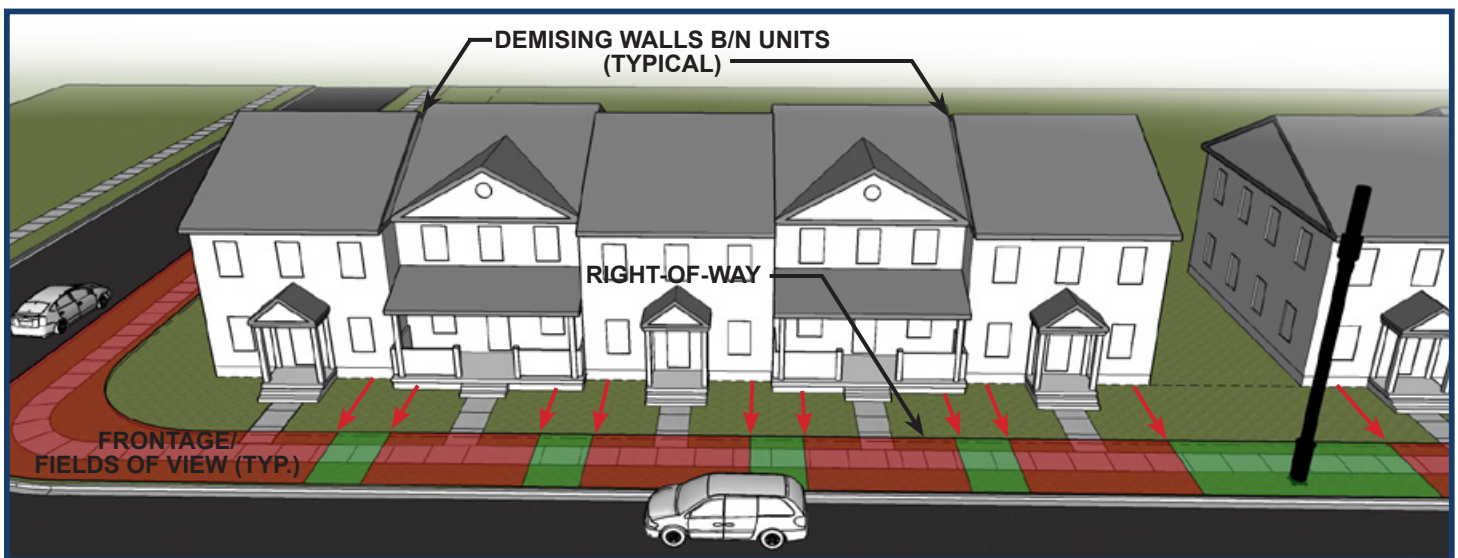 DEMISING WALLS B/N UNITS
(TYPICAL)
RIGHT-OF-WAY
FRONTAGE/
FIELDS OF VIEW (TYP.)